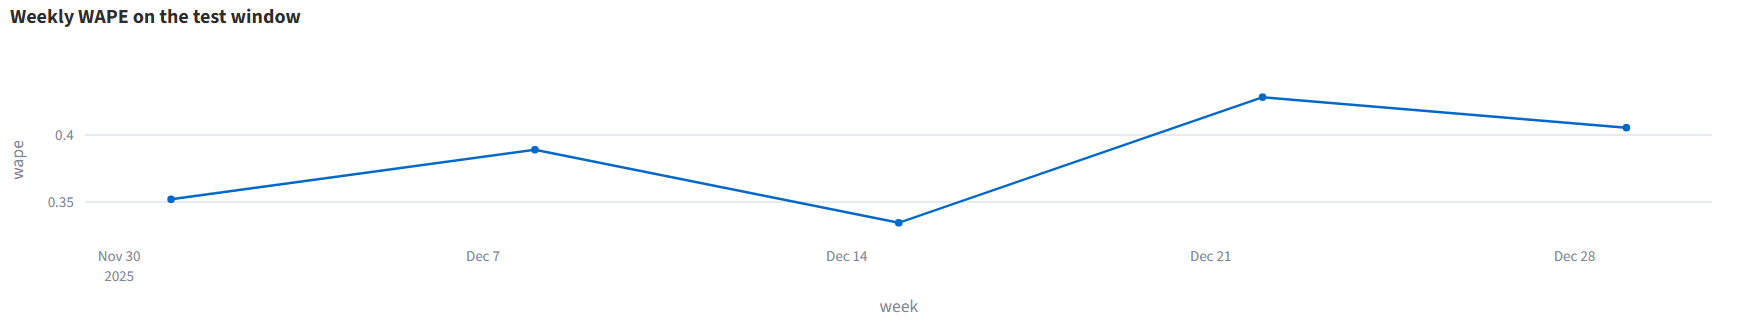 Weekly WAPE on the test window
wape
0.4
0.35
Nov 30 Dec 7 Dec 14 Dec 21 Dec 28
2025
week